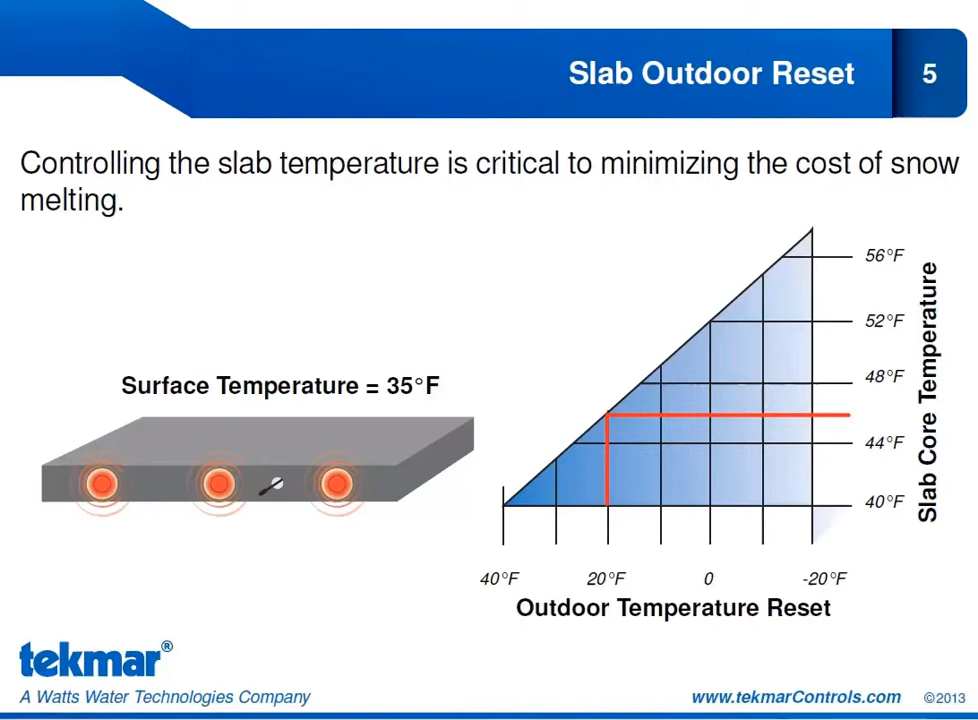 Slab Outdoor Reset
5
Controlling the slab temperature is critical to minimizing the cost of snow
melting.
Surface Temperature = 35°F
56°F
52°F
48°F
44°F
40°F
Slab Core Temperature
40°F 20°F 0 -20°F
Outdoor Temperature Reset
tekmar®
A Watts Water Technologies Company
www.tekmarControls.com ©2013